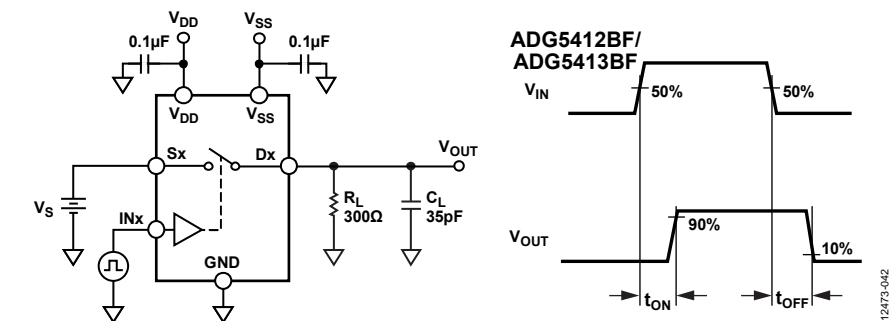 VDD
VSS
0.1µF
0.1µF
VDD
VSS
Sx
Dx
VOUT
VS
INx
RL
300Ω
CL
35pF
GND
ADG5412BF/
ADG5413BF
VIN
50%
50%
VOUT
90%
10%
tON
tOFF
12473-042